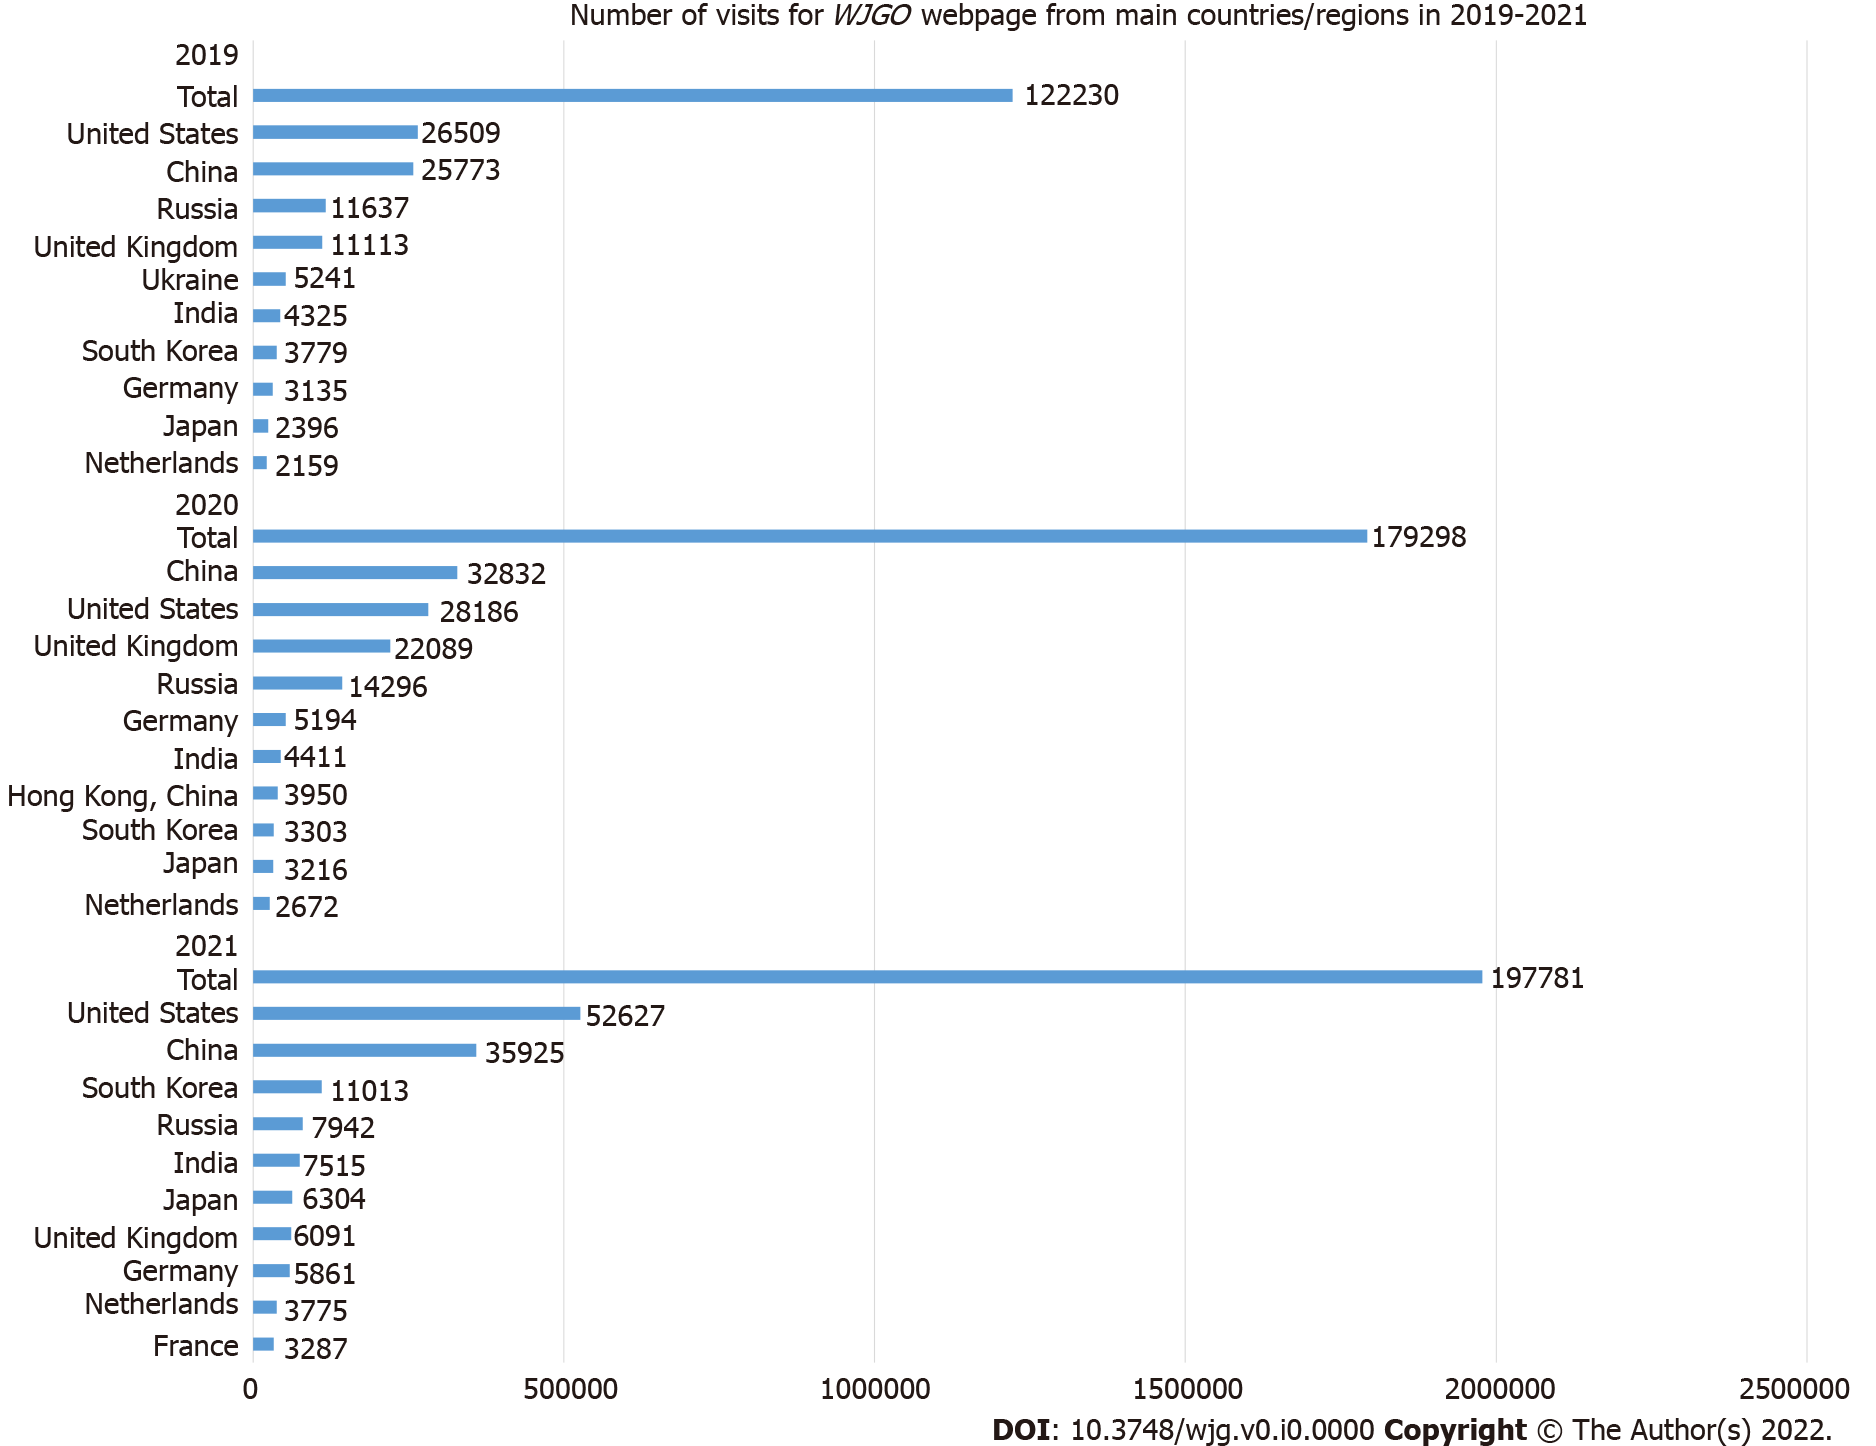 Number of visits for WJGO webpage from main countries/regions in 2019-2021
2019
Total 122230
United States 26509
China 25773
Russia 11637
United Kingdom 11113
Ukraine 5241
India 4325
South Korea 3779
Germany 3135
Japan 2396
Netherlands 2159
2020
Total 179298
China 32832
United States 28186
United Kingdom 22089
Russia 14296
Germany 5194
India 4411
Hong Kong, China 3950
South Korea 3303
Japan 3216
Netherlands 2672
2021
Total 197781
United States 52627
China 35925
South Korea 11013
Russia 7942
India 7515
Japan 6304
United Kingdom 6091
Germany 5861
Netherlands 3775
France 3287
0 500000 1000000 1500000 2000000 2500000
DOI: 10.3748/wjg.v0.i0.0000 Copyright © The Author(s) 2022.